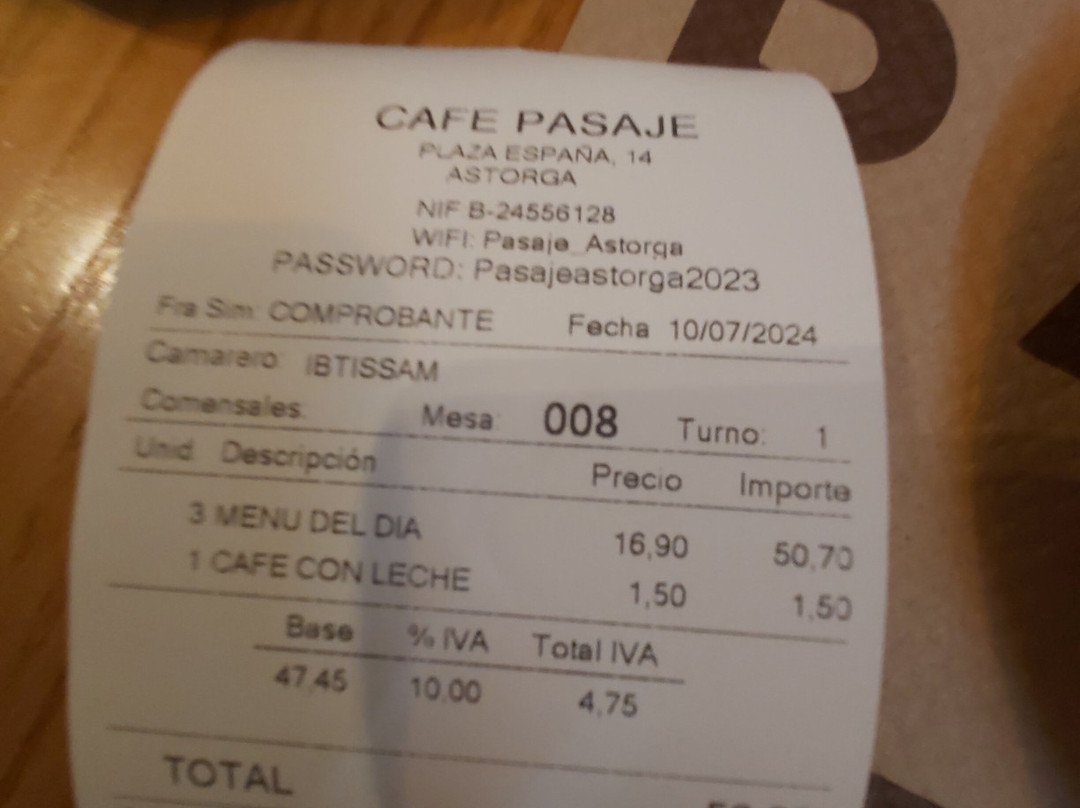 CAFE PASAJE
PLAZA ESPAÑA, 14
ASTORGA
NIF B-24556128
WIFI: Pasaje_Astorga
PASSWORD: Pasajeastorga2023
Fra Sim: COMPROBANTE Fecha 10/07/2024
Camarero: IBTISSAM
Comensales: Mesa: 008 Turno: 1
Unid. Descripción Precio Importe
3 MENU DEL DIA 16,90 50,70
1 CAFE CON LECHE 1,50 1,50
Base % IVA Total IVA
47,45 10,00 4,75
TOTAL